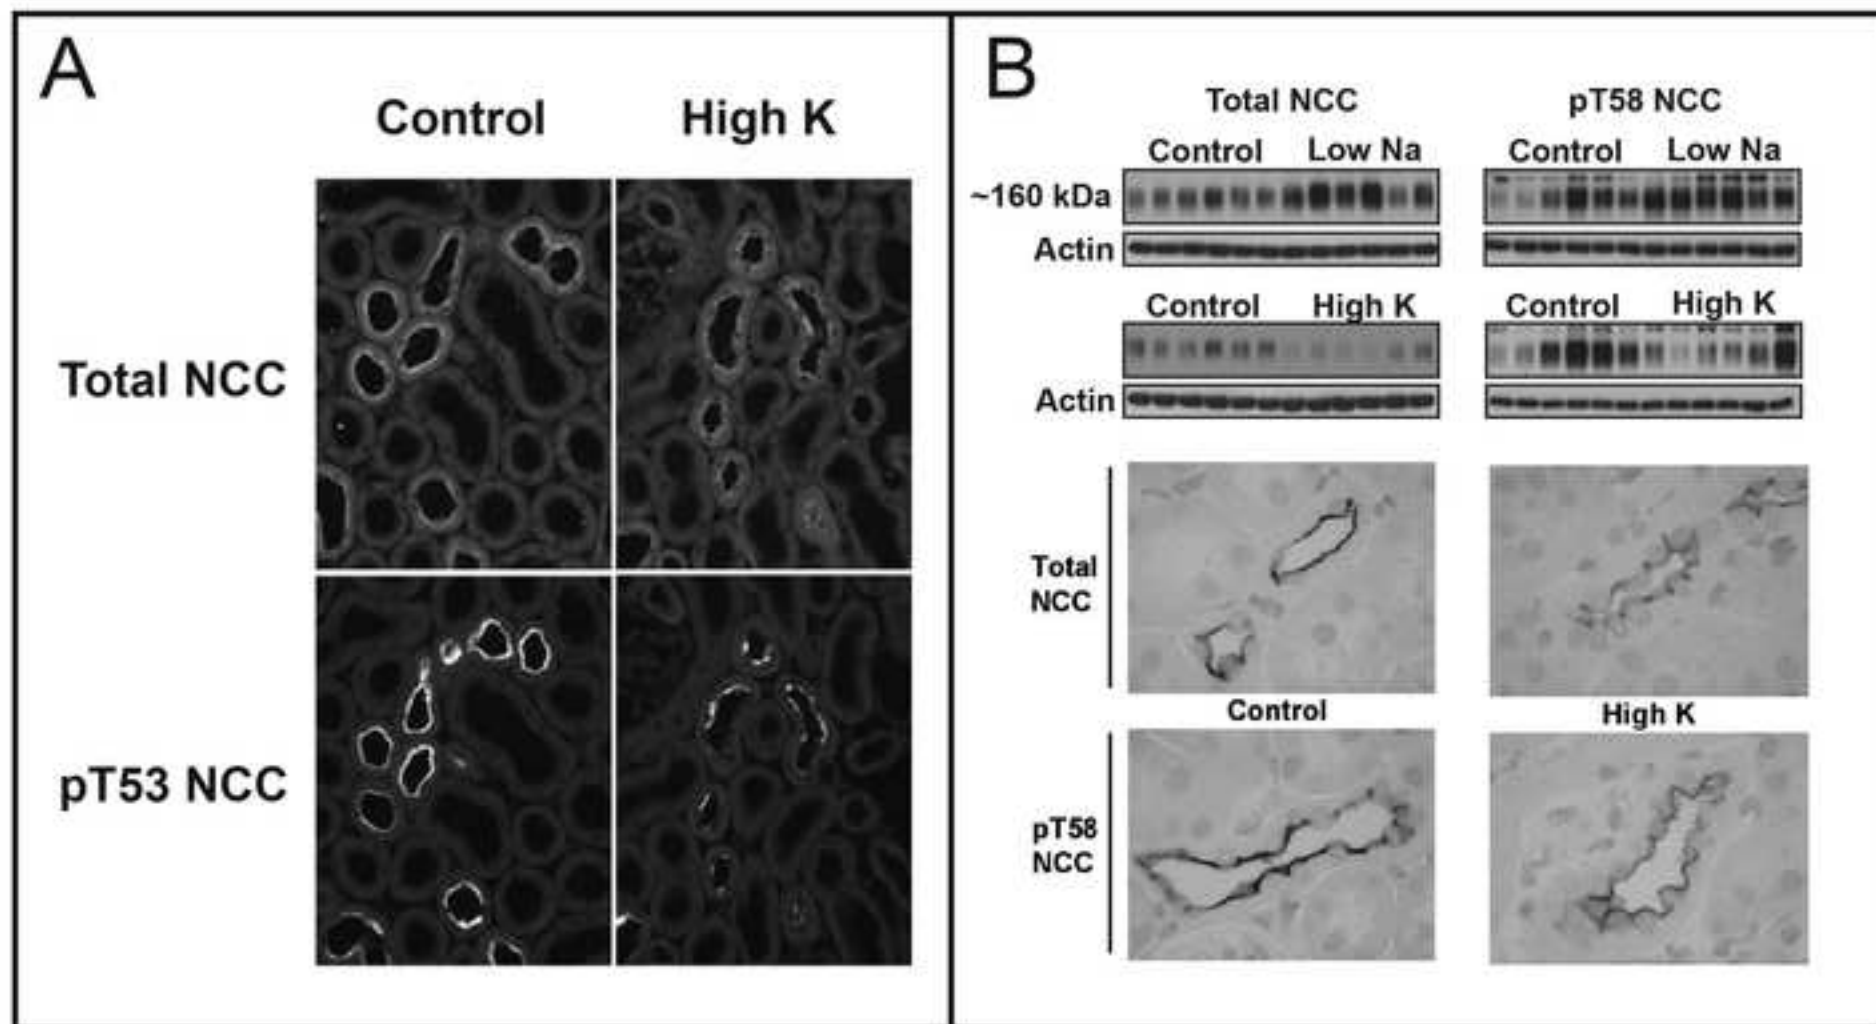 A
Control High K
Total NCC
pT53 NCC
B
Total NCC pT58 NCC
Control Low Na Control Low Na
~160 kDa
Actin
Control High K Control High K
Actin
Total
NCC
Control High K
pT58
NCC